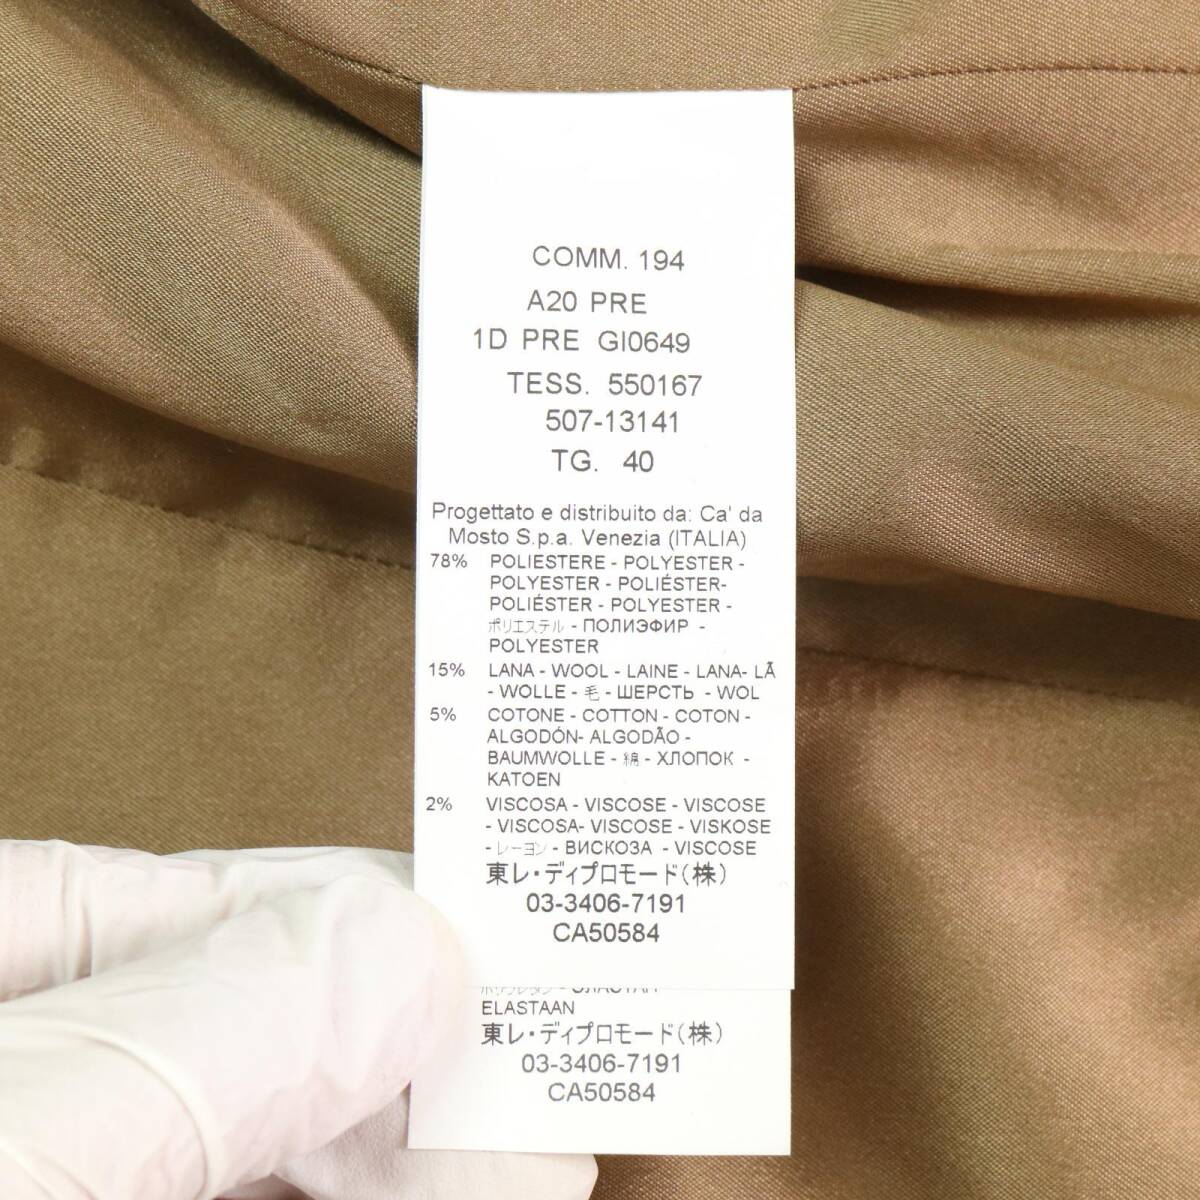 COMM. 194
A20 PRE
1D PRE GI0649
TESS. 550167
507-13141
TG. 40
Progettato e distribuito da: Ca' da
Mosto S.p.a. Venezia (ITALIA)
78% POLIESTERE - POLYESTER -
POLYESTER - POLIÉSTER-
POLIÉSTER - POLYESTER -
ポリエステル - ПОЛИЭФИР -
POLYESTER
15% LANA - WOOL - LAINE - LANA- LÃ
- WOLLE - 毛 - ШЕРСТЬ - WOL
5% COTONE - COTTON - COTON -
ALGODÓN- ALGODÃO -
BAUMWOLLE - 綿 - ХЛОПОК -
KATOEN
2% VISCOSA - VISCOSE - VISCOSE
- VISCOSA- VISCOSE - VISKOSE
- レーヨン - ВИСКОЗА - VISCOSE
東レ・ディプロモード(株)
03-3406-7191
CA50584
ELASTAAN
東レ・ディプロモード(株)
03-3406-7191
CA50584